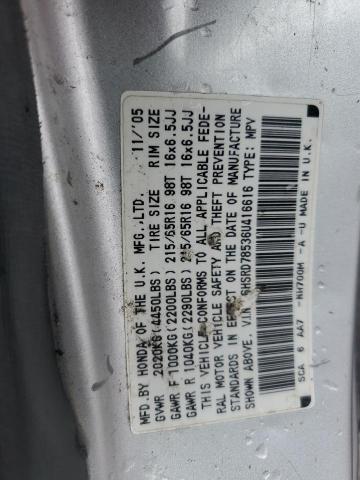 MFD.BY HONDA OF THE U.K. MFG.,LTD. 11/'05
GVWR 2020KG(4450LBS) TIRE SIZE RIM SIZE
GAWR F 1000KG(2200LBS) 215/65R16 98T 16x6.5JJ
GAWR R 1040KG(2290LBS) 215/65R16 98T 16x6.5JJ
THIS VEHICLE CONFORMS TO ALL APPLICABLE FEDE-
RAL MOTOR VEHICLE SAFETY AND THEFT PREVENTION
STANDARDS IN EFFECT ON THE DATE OF MANUFACTURE
SHOWN ABOVE. VIN: SHSRD78536U416616 TYPE: MPV
SCA 6 AA7 -NH700M -A -U MADE IN U.K.